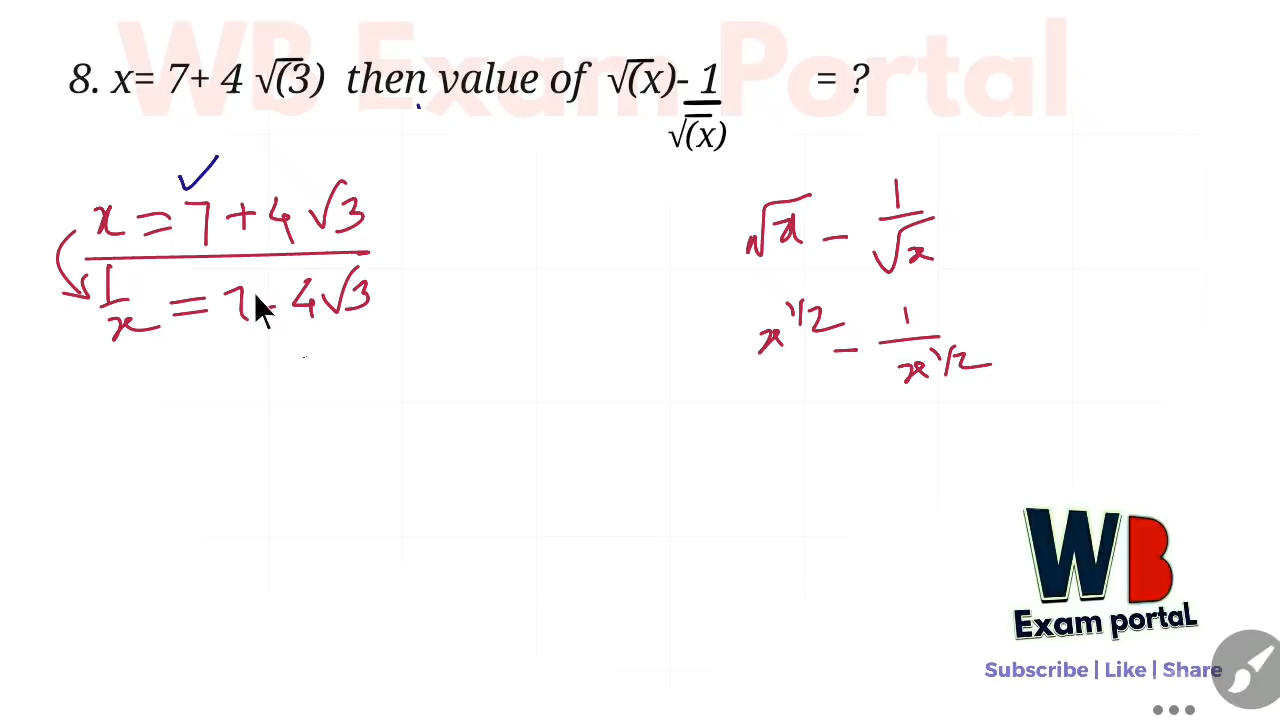 WB Exam Portal
8. x= 7+ 4 √(3) then value of √(x)- 1 = ?
√(x)
x = 7 + 4 √3
1/x = 7 - 4√3
√x - 1/√x
x^1/2 - 1/x^1/2
WB
Exam portaL
Subscribe | Like | Share